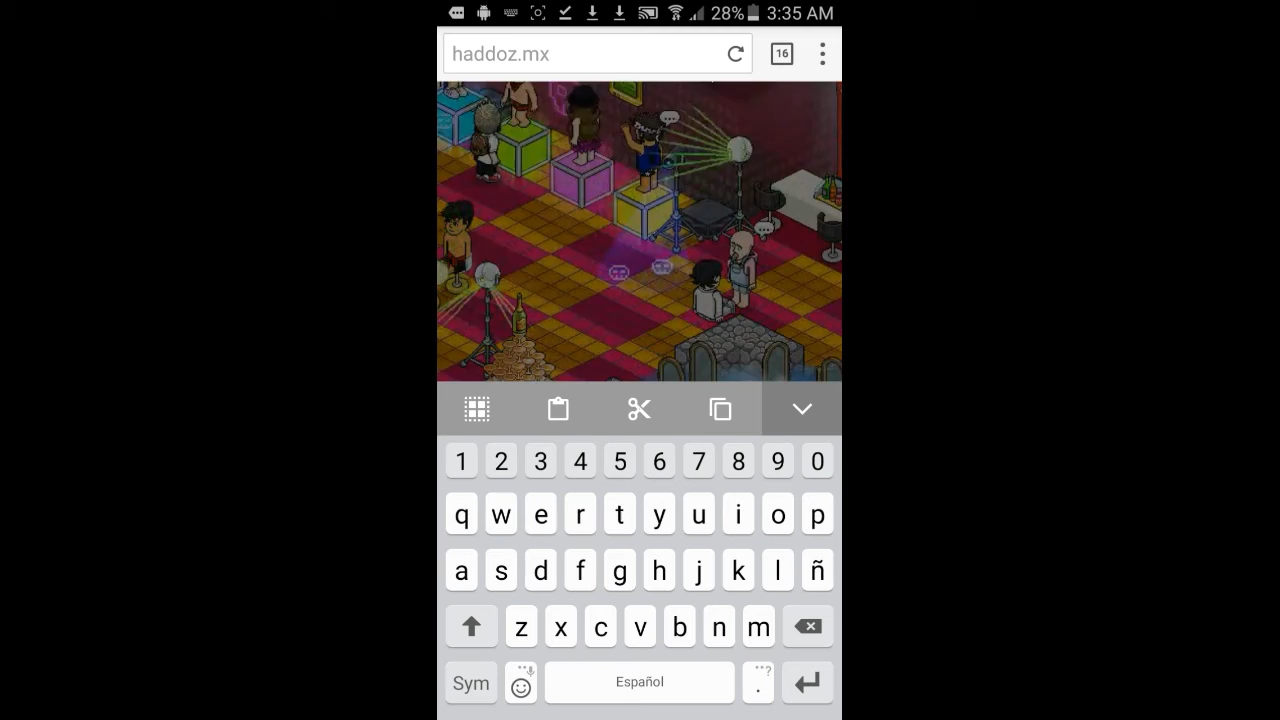 28% 3:35 AM
haddoz.mx 16
1 2 3 4 5 6 7 8 9 0
q w e r t y u i o p
a s d f g h j k l ñ
z x c v b n m
Sym Español . ?